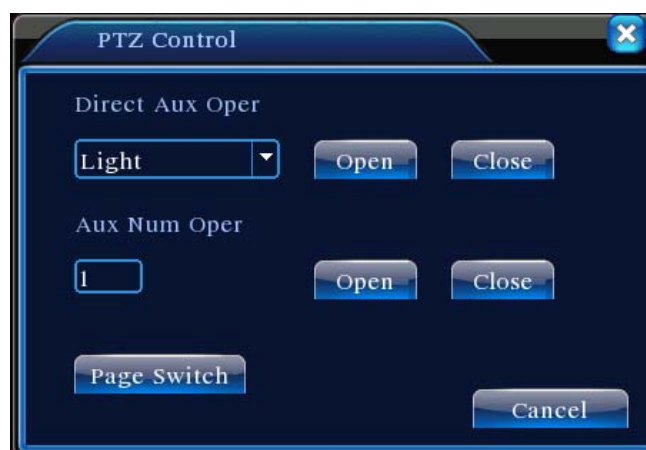 PTZ Control
Direct Aux Oper
Light Open Close
Aux Num Oper
1 Open Close
Page Switch
Cancel